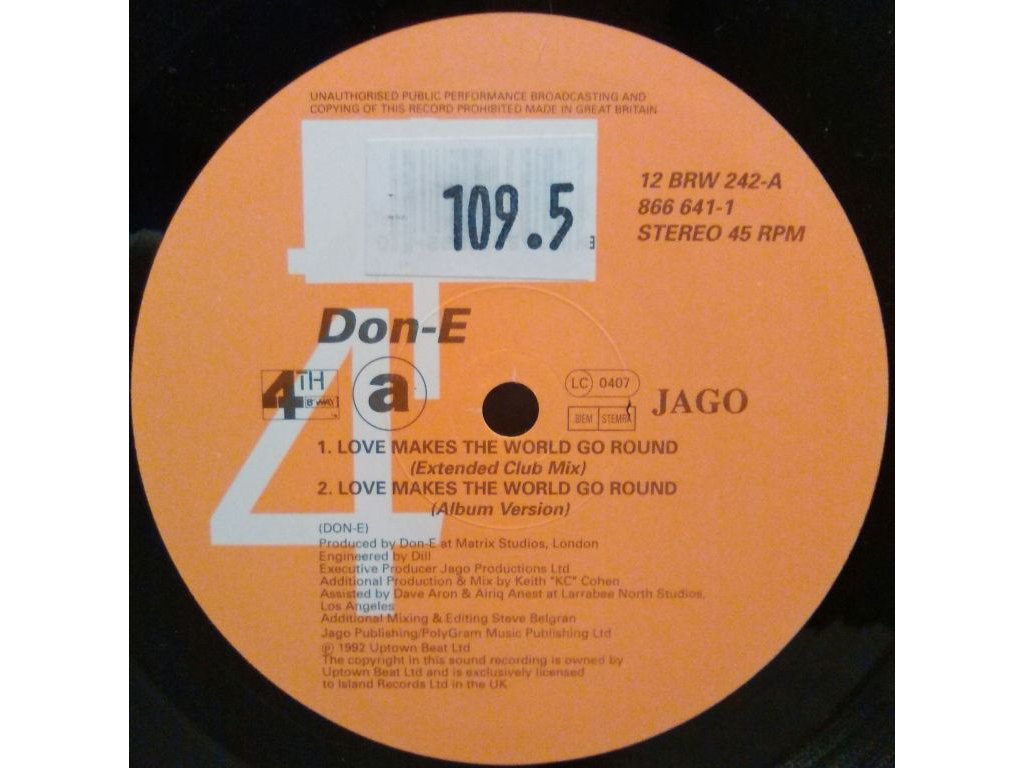 UNAUTHORISED PUBLIC PERFORMANCE BROADCASTING AND
COPYING OF THIS RECORD PROHIBITED MADE IN GREAT BRITAIN
109.5
12 BRW 242-A
866 641-1
STEREO 45 RPM
Don-E
4TH
B'WAY
a
LC 0407
BIEM STEMRA
JAGO
1. LOVE MAKES THE WORLD GO ROUND
(Extended Club Mix)
2. LOVE MAKES THE WORLD GO ROUND
(Album Version)
(DON-E)
Produced by Don-E at Matrix Studios, London
Engineered by Dill
Executive Producer Jago Productions Ltd
Additional Production & Mix by Keith "KC" Cohen
Assisted by Dave Aron & Airiq Anest at Larrabee North Studios,
Los Angeles
Additional Mixing & Editing Steve Belgran
Jago Publishing/PolyGram Music Publishing Ltd
℗ 1992 Uptown Beat Ltd
The copyright in this sound recording is owned by
Uptown Beat Ltd and is exclusively licensed
to Island Records Ltd in the UK